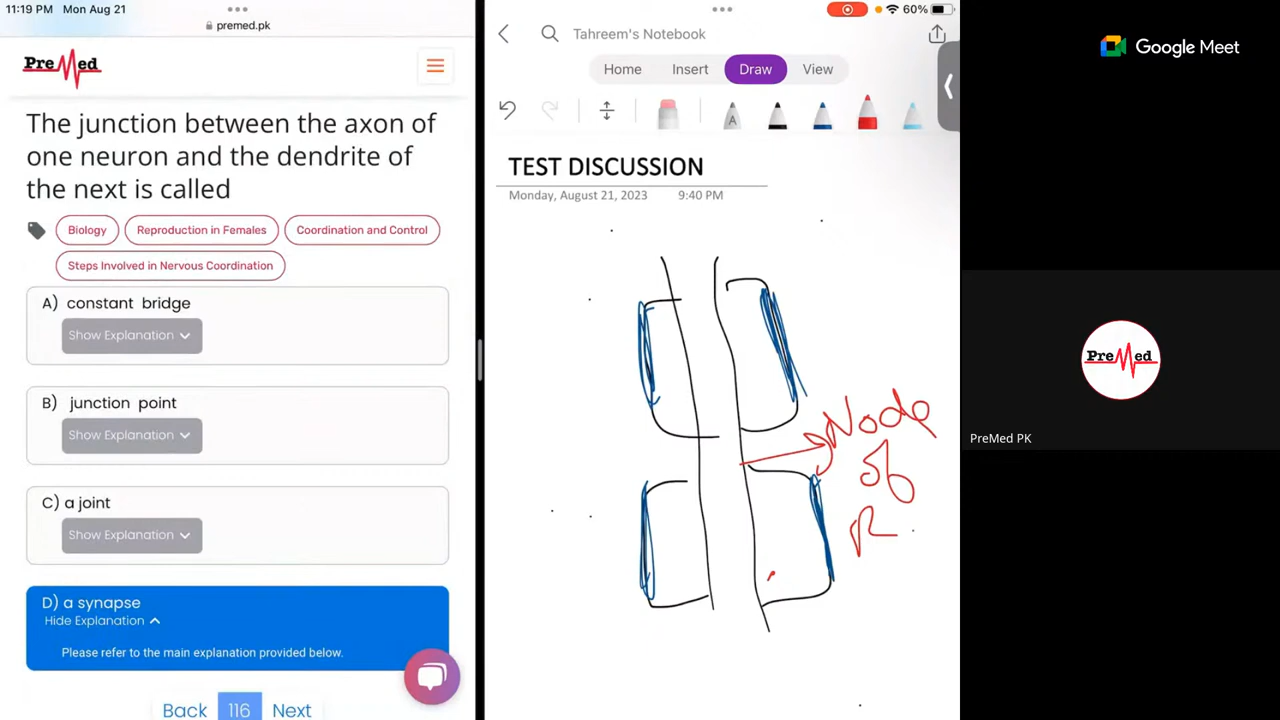 11:19 PM Mon Aug 21
premed.pk
PreMed
The junction between the axon of
one neuron and the dendrite of
the next is called
Biology
Reproduction in Females
Coordination and Control
Steps Involved in Nervous Coordination
A) constant bridge
Show Explanation
B) junction point
Show Explanation
C) a joint
Show Explanation
D) a synapse
Hide Explanation
Please refer to the main explanation provided below.
Back 116 Next
60%
Tahreem's Notebook
Home Insert Draw View
A
TEST DISCUSSION
Monday, August 21, 2023 9:40 PM
Node
of
R
Google Meet
PreMed
PreMed PK